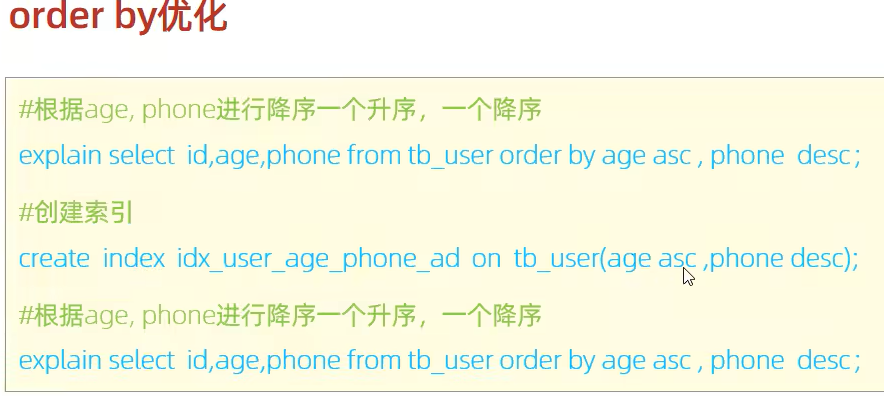 order by优化
#根据age, phone进行降序一个升序，一个降序
explain select id,age,phone from tb_user order by age asc , phone desc ;
#创建索引
create index idx_user_age_phone_ad on tb_user(age asc ,phone desc);
#根据age, phone进行降序一个升序，一个降序
explain select id,age,phone from tb_user order by age asc , phone desc ;